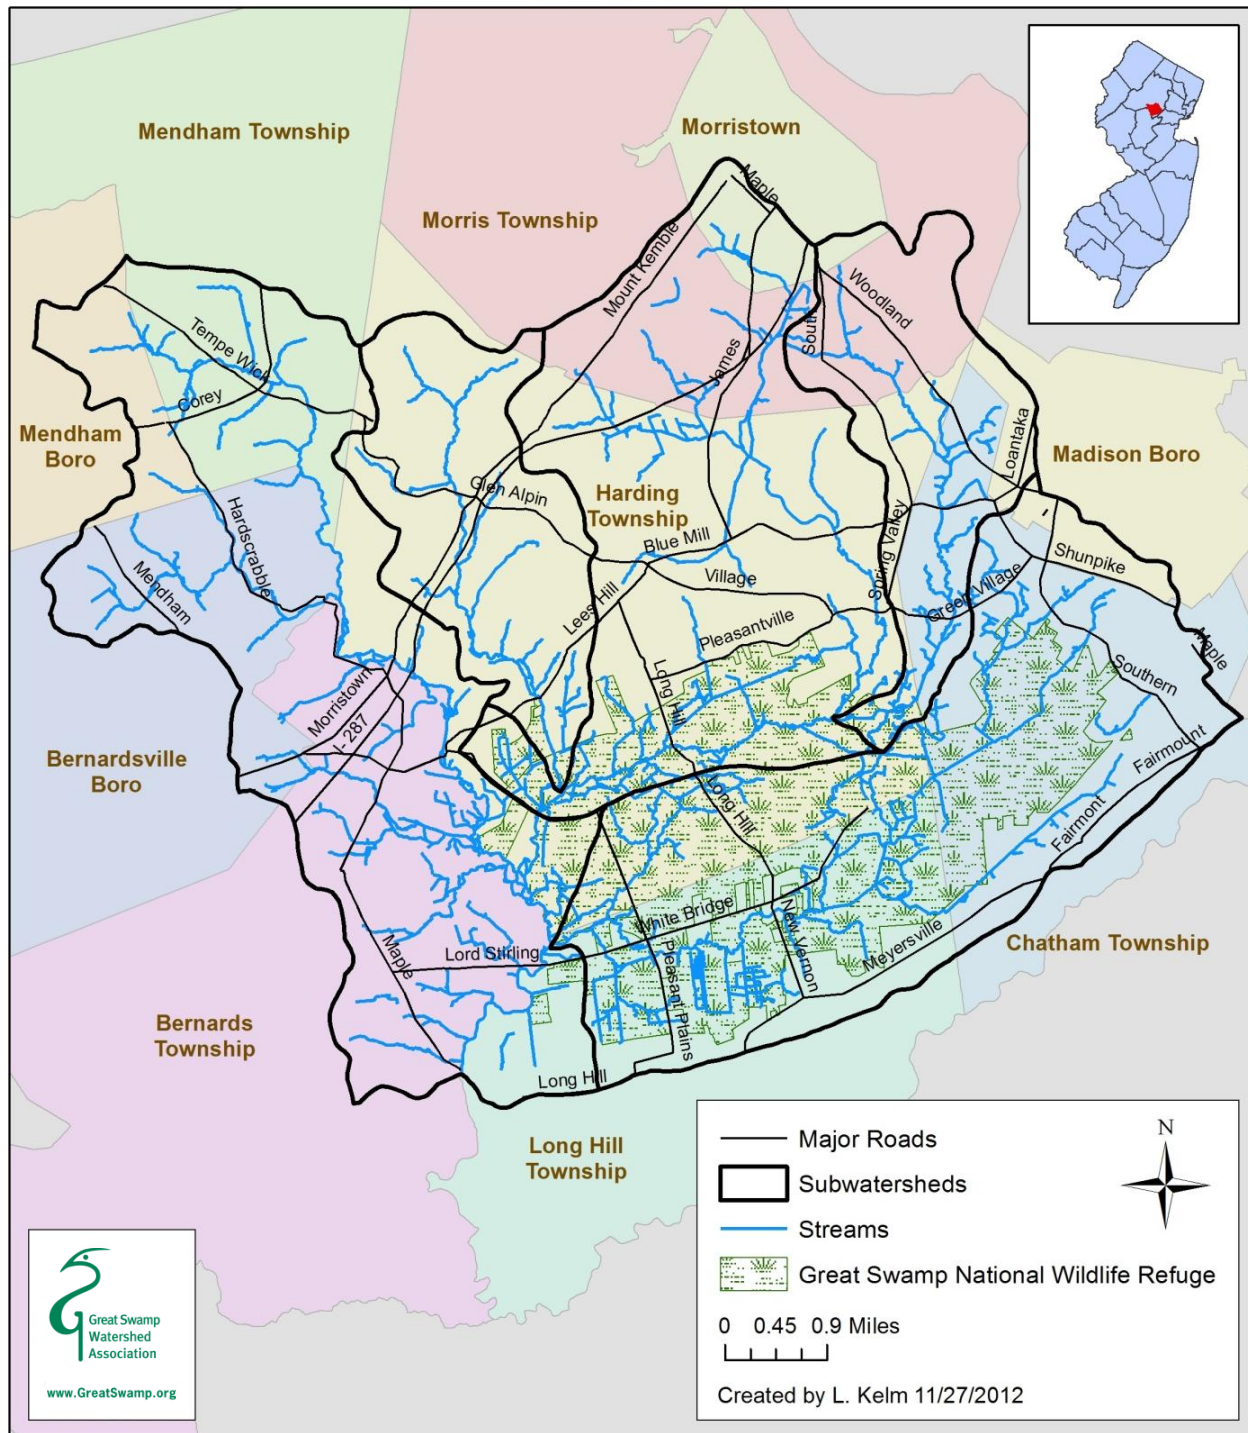 Mendham Township
Morristown
Maple
Morris Township
Mount Kemble
Woodland
South
Tempe Wick
James
Corey
Mendham
Boro
Loantaka
Madison Boro
Glen Alpin
Harding
Township
Hardscrabble
Blue Mill
Spring Valley
Shunpike
Village
Mendham
Green Village
Lees Hill
Pleasantville
Maple
Long Hill
Southern
Morristown
I- 287
Bernardsville
Boro
Fairmount
Long Hill
Fairmont
White Bridge
New Vernon
Maple
Lord Stirling
Meyersville
Chatham Township
Pleasant Plains
Bernards
Township
Long Hill
Long Hill
Township
Major Roads
Subwatersheds
Streams
Great Swamp National Wildlife Refuge
0 0.45 0.9 Miles
Created by L. Kelm 11/27/2012
N
Great Swamp
Watershed
Association
www.GreatSwamp.org